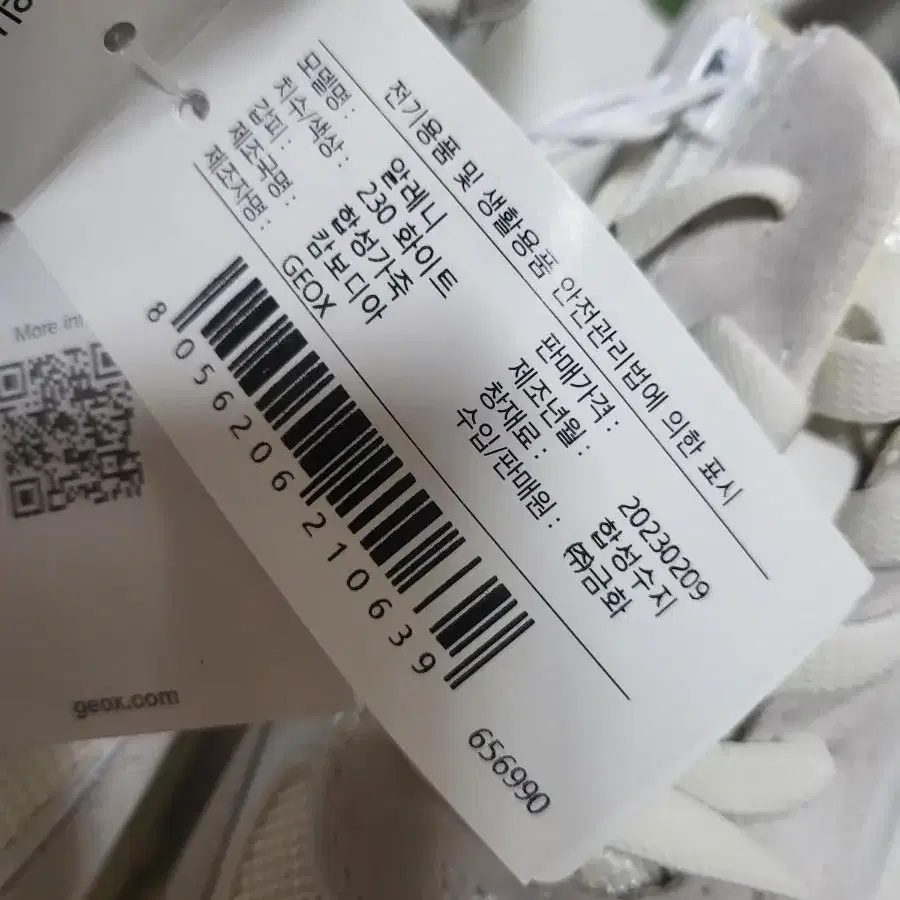 전기용품 및 생활용품 안전관리법에 의한 표시
모델명 : 알레니
치수/색상 : 230 화이트
겉피 : 합성가죽
제조국명 : 캄보디아
제조자명 : GEOX
판매가격 :
제조년월 : 20230209
창재료 : 합성수지
수입/판매원 : ㈜금화
8 056206 210639
656990
More in
geox.com